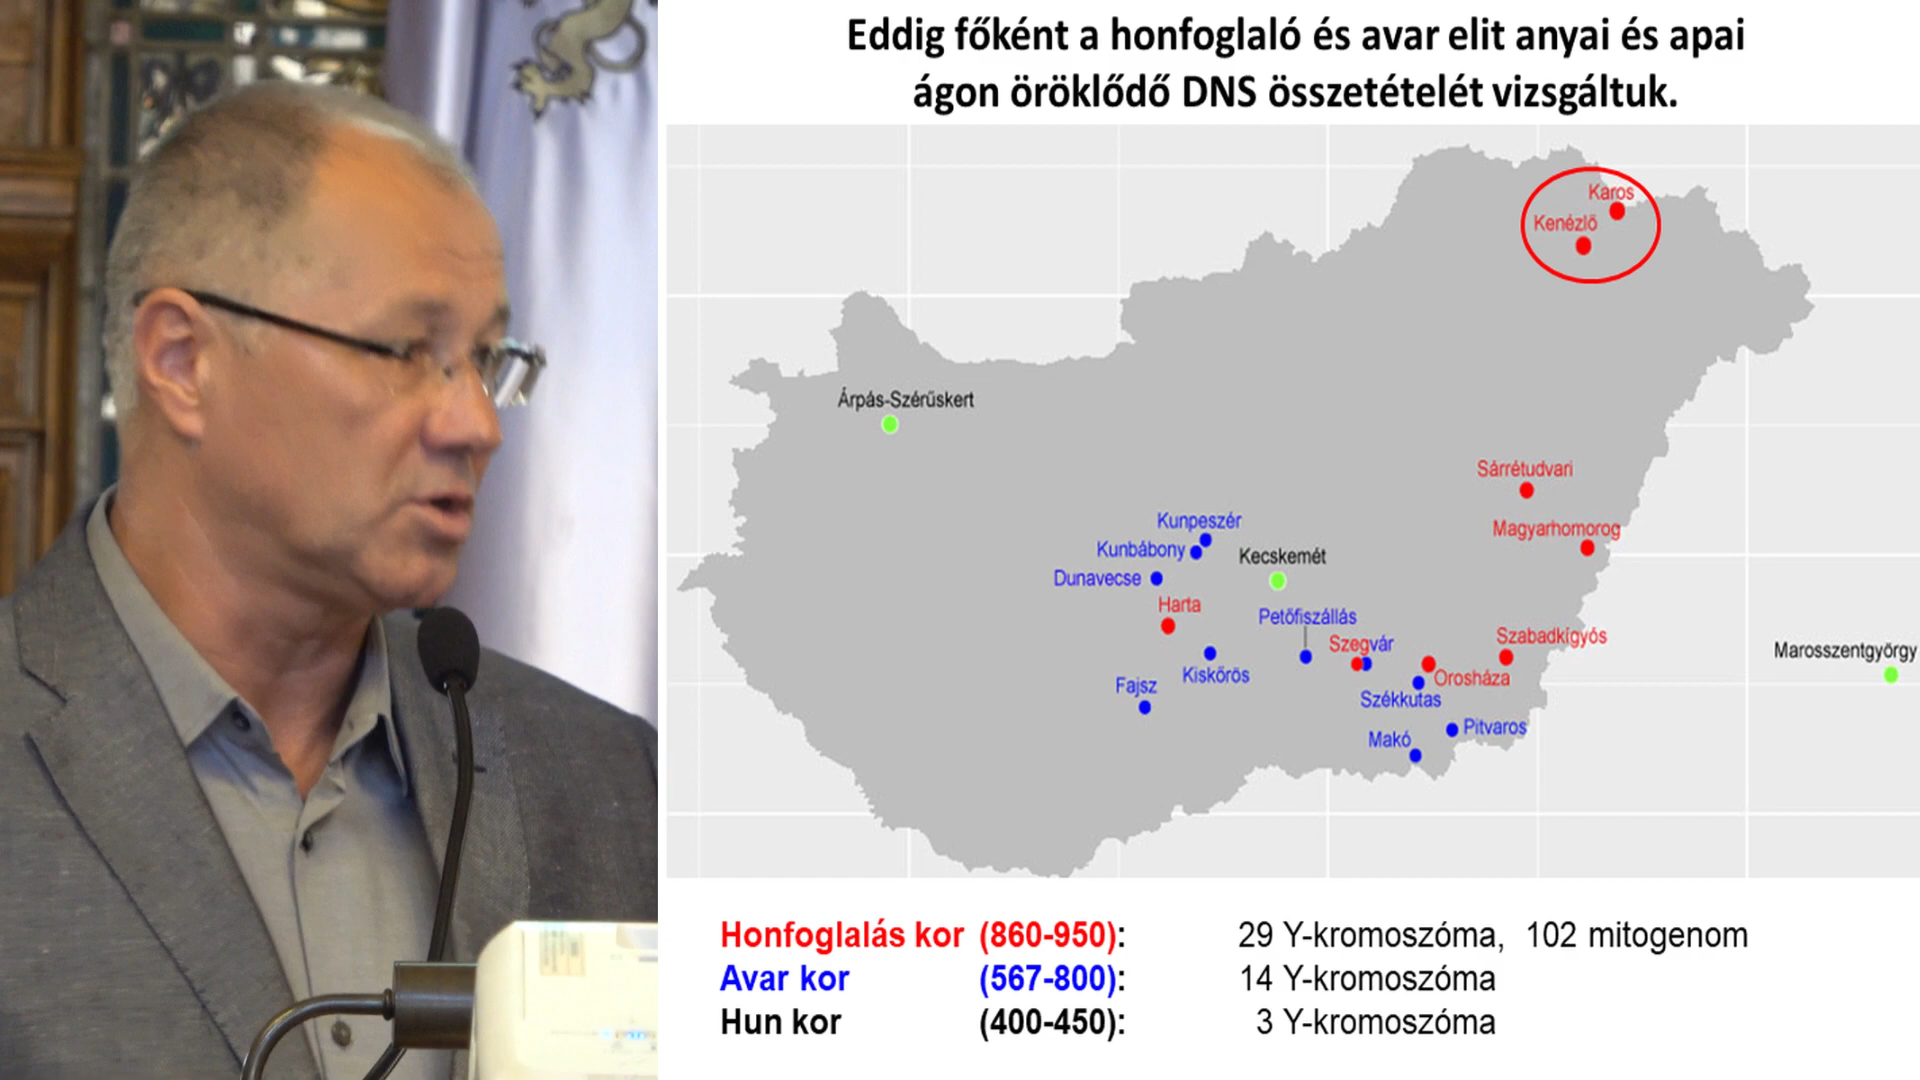 Eddig főként a honfoglaló és avar elit anyai és apai
ágon öröklődő DNS összetételét vizsgáltuk.
Karos
Kenézlő
Árpás-Szérűskert
Sárrétudvari
Kunpeszér
Magyarhomorog
Kunbábony
Kecskemét
Dunavecse
Harta
Petőfiszállás
Szegvár
Szabadkígyós
Marosszentgyörgy
Kiskőrös
Orosháza
Fajsz
Székkutas
Pitvaros
Makó
Honfoglalás kor (860-950): 29 Y-kromoszóma, 102 mitogenom
Avar kor (567-800): 14 Y-kromoszóma
Hun kor (400-450): 3 Y-kromoszóma